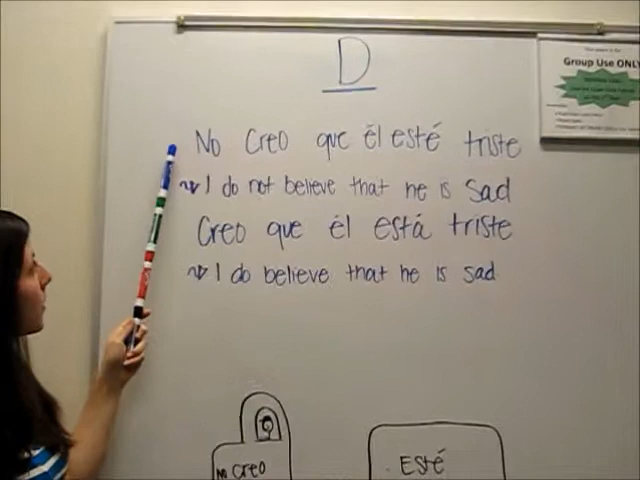 D
Group Use ONLY
No Creo que él esté triste
I do not believe that he is sad
Creo que él está triste
I do believe that he is sad
No creo
Esté